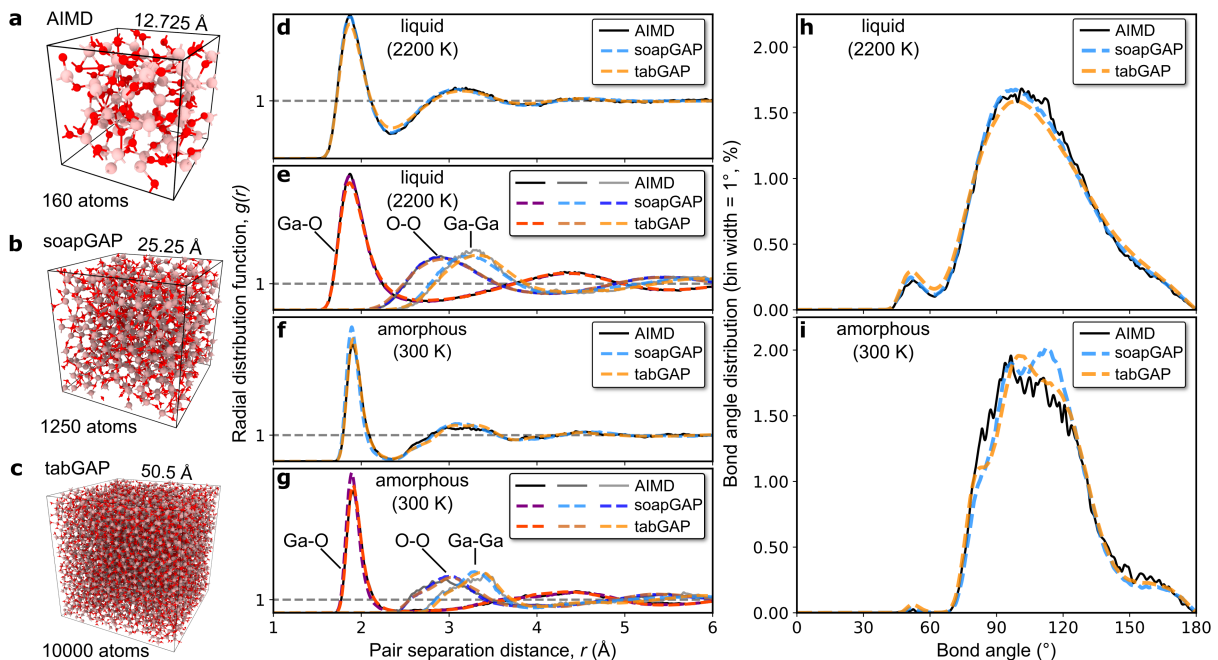 a AIMD 12.725 Å
160 atoms
b soapGAP 25.25 Å
1250 atoms
c tabGAP 50.5 Å
10000 atoms
Radial distribution function, g(r)
d liquid
(2200 K)
AIMD
soapGAP
tabGAP
1
e liquid
(2200 K)
AIMD
soapGAP
tabGAP
Ga-O
O-O
Ga-Ga
1
f amorphous
(300 K)
AIMD
soapGAP
tabGAP
1
g amorphous
(300 K)
AIMD
soapGAP
tabGAP
Ga-O
O-O
Ga-Ga
1
1 2 3 4 5 6
Pair separation distance, r (Å)
Bond angle distribution (bin width = 1°, %)
h liquid
(2200 K)
AIMD
soapGAP
tabGAP
2.00
1.50
1.00
0.50
0.00
i amorphous
(300 K)
AIMD
soapGAP
tabGAP
2.00
1.50
1.00
0.50
0.00
0 30 60 90 120 150 180
Bond angle (°)